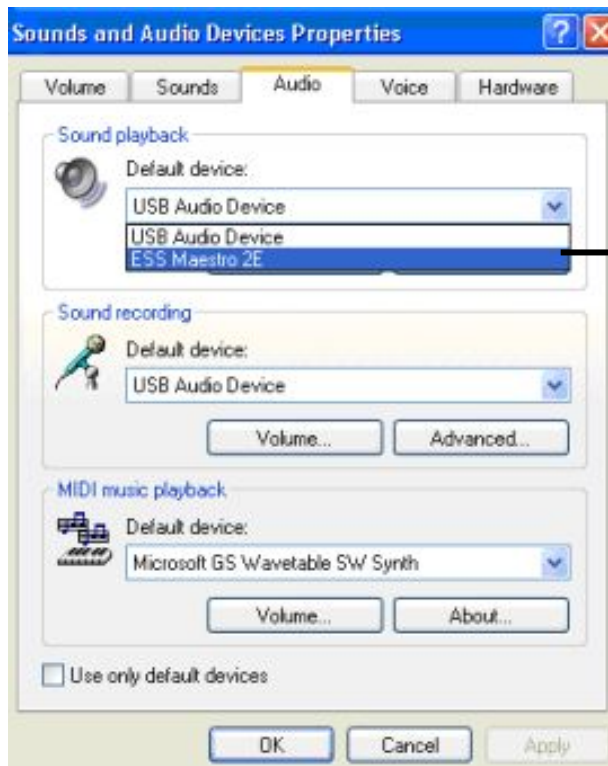 Sounds and Audio Devices Properties
Volume Sounds Audio Voice Hardware
Sound playback
Default device:
USB Audio Device
USB Audio Device
ESS Maestro 2E
Sound recording
Default device:
USB Audio Device
Volume... Advanced...
MIDI music playback
Default device:
Microsoft GS Wavetable SW Synth
Volume... About...
Use only default devices
OK Cancel Apply